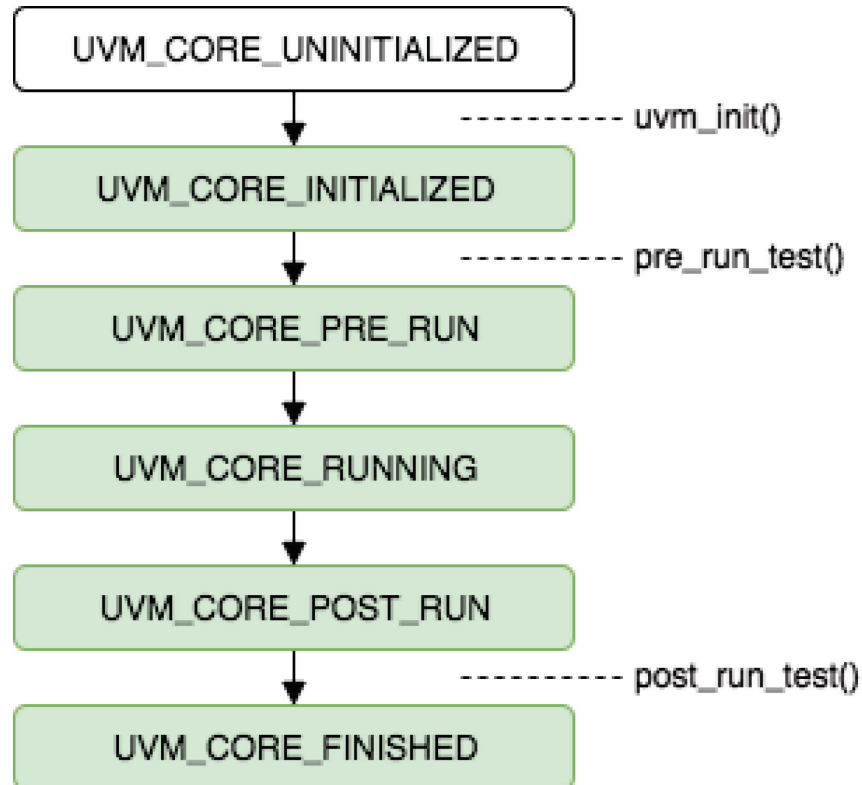 UVM_CORE_UNINITIALIZED
uvm_init()
UVM_CORE_INITIALIZED
pre_run_test()
UVM_CORE_PRE_RUN
UVM_CORE_RUNNING
UVM_CORE_POST_RUN
post_run_test()
UVM_CORE_FINISHED